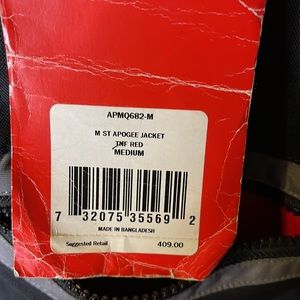 APMQ682-M
M ST APOGEE JACKET
TNF RED
MEDIUM
7 32075 35569 2
MADE IN BANGLADESH
Suggested Retail 409.00